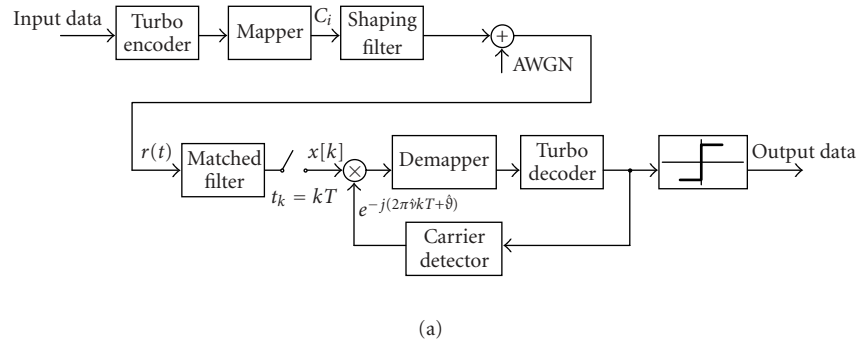 Input data
Turbo
encoder
Mapper
C_i
Shaping
filter
+
AWGN
r(t)
Matched
filter
x[k]
t_k = kT
×
Demapper
Turbo
decoder
Output data
e^{-j(2πν̂kT+ϑ̂)}
Carrier
detector
(a)